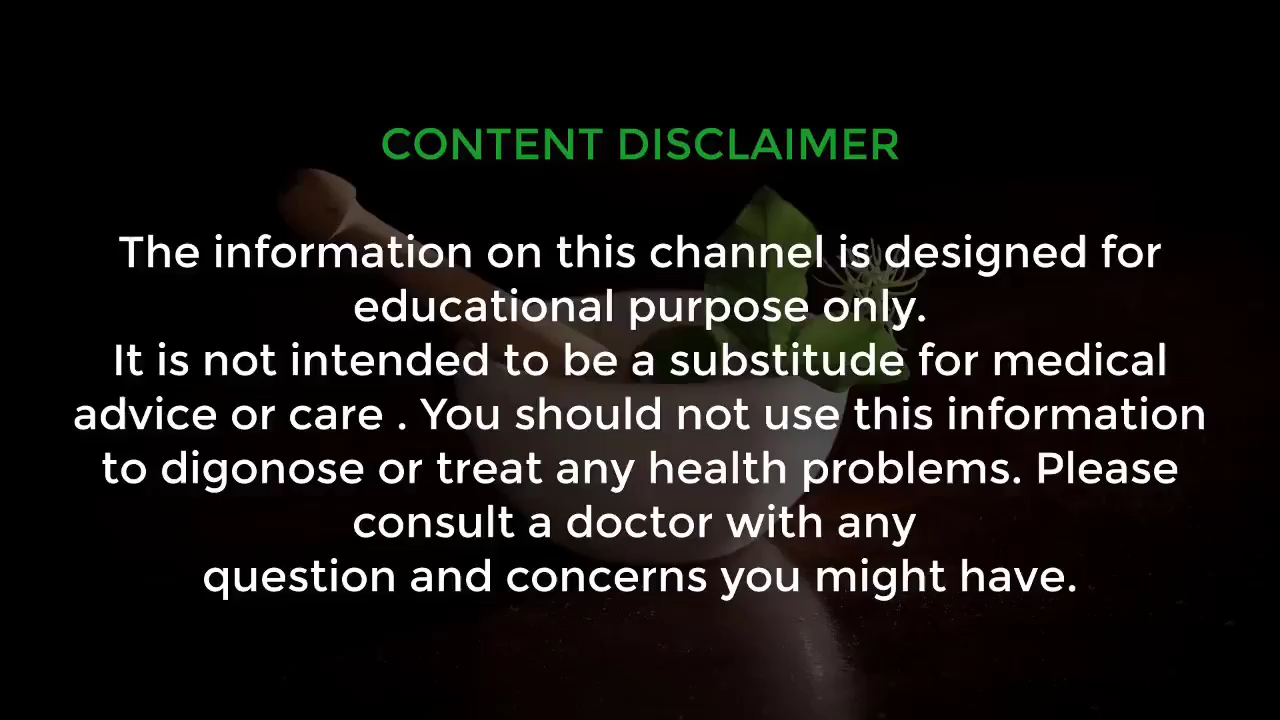 CONTENT DISCLAIMER
The information on this channel is designed for
educational purpose only.
It is not intended to be a substitude for medical
advice or care . You should not use this information
to digonose or treat any health problems. Please
consult a doctor with any
question and concerns you might have.